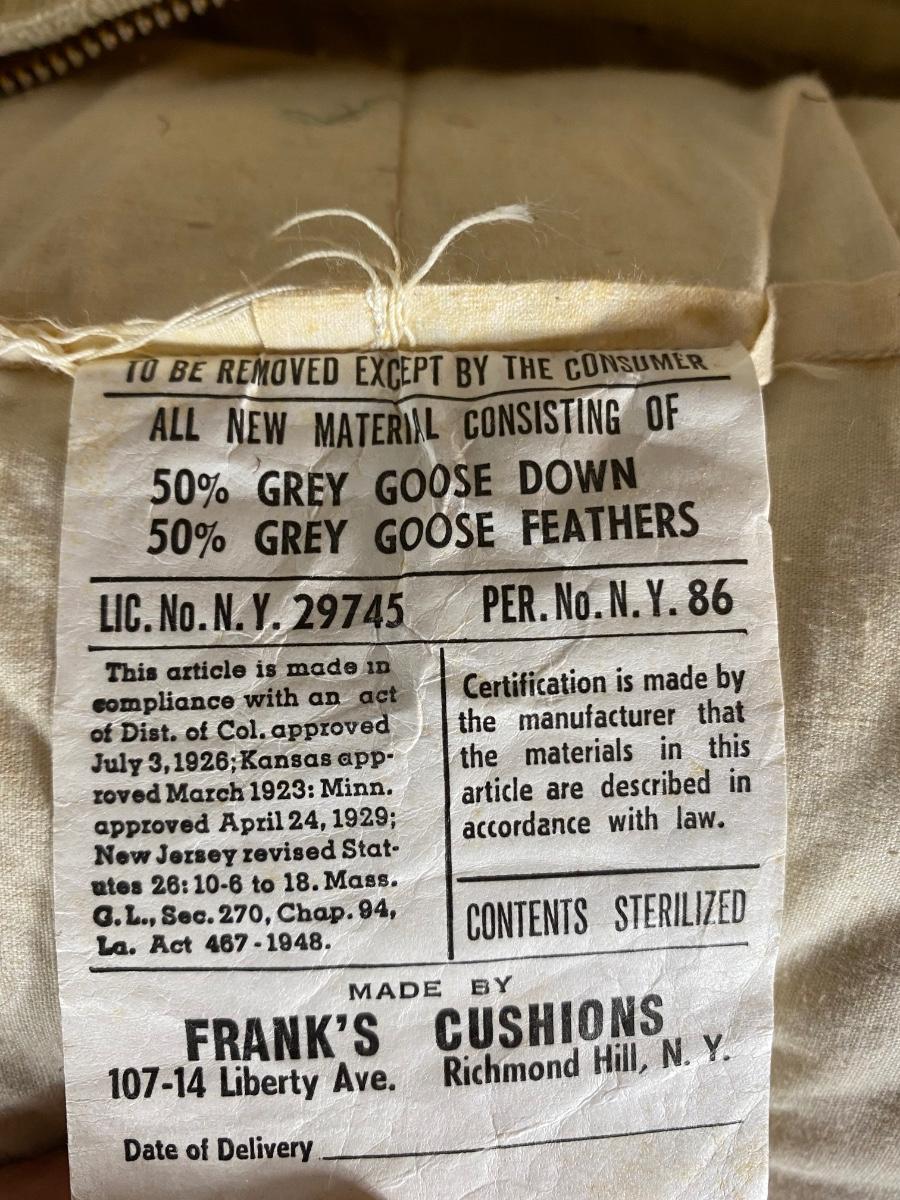 TO BE REMOVED EXCEPT BY THE CONSUMER
ALL NEW MATERIAL CONSISTING OF
50% GREY GOOSE DOWN
50% GREY GOOSE FEATHERS
LIC. No. N. Y. 29745
PER. No. N. Y. 86
This article is made in
compliance with an act
of Dist. of Col. approved
July 3, 1926; Kansas app-
roved March 1923: Minn.
approved April 24, 1929;
New Jersey revised Stat-
utes 26: 10-6 to 18. Mass.
G. L., Sec. 270, Chap. 94,
La. Act 467 - 1948.
Certification is made by
the manufacturer that
the materials in this
article are described in
accordance with law.
CONTENTS STERILIZED
MADE BY
FRANK'S CUSHIONS
107-14 Liberty Ave. Richmond Hill, N. Y.
Date of Delivery